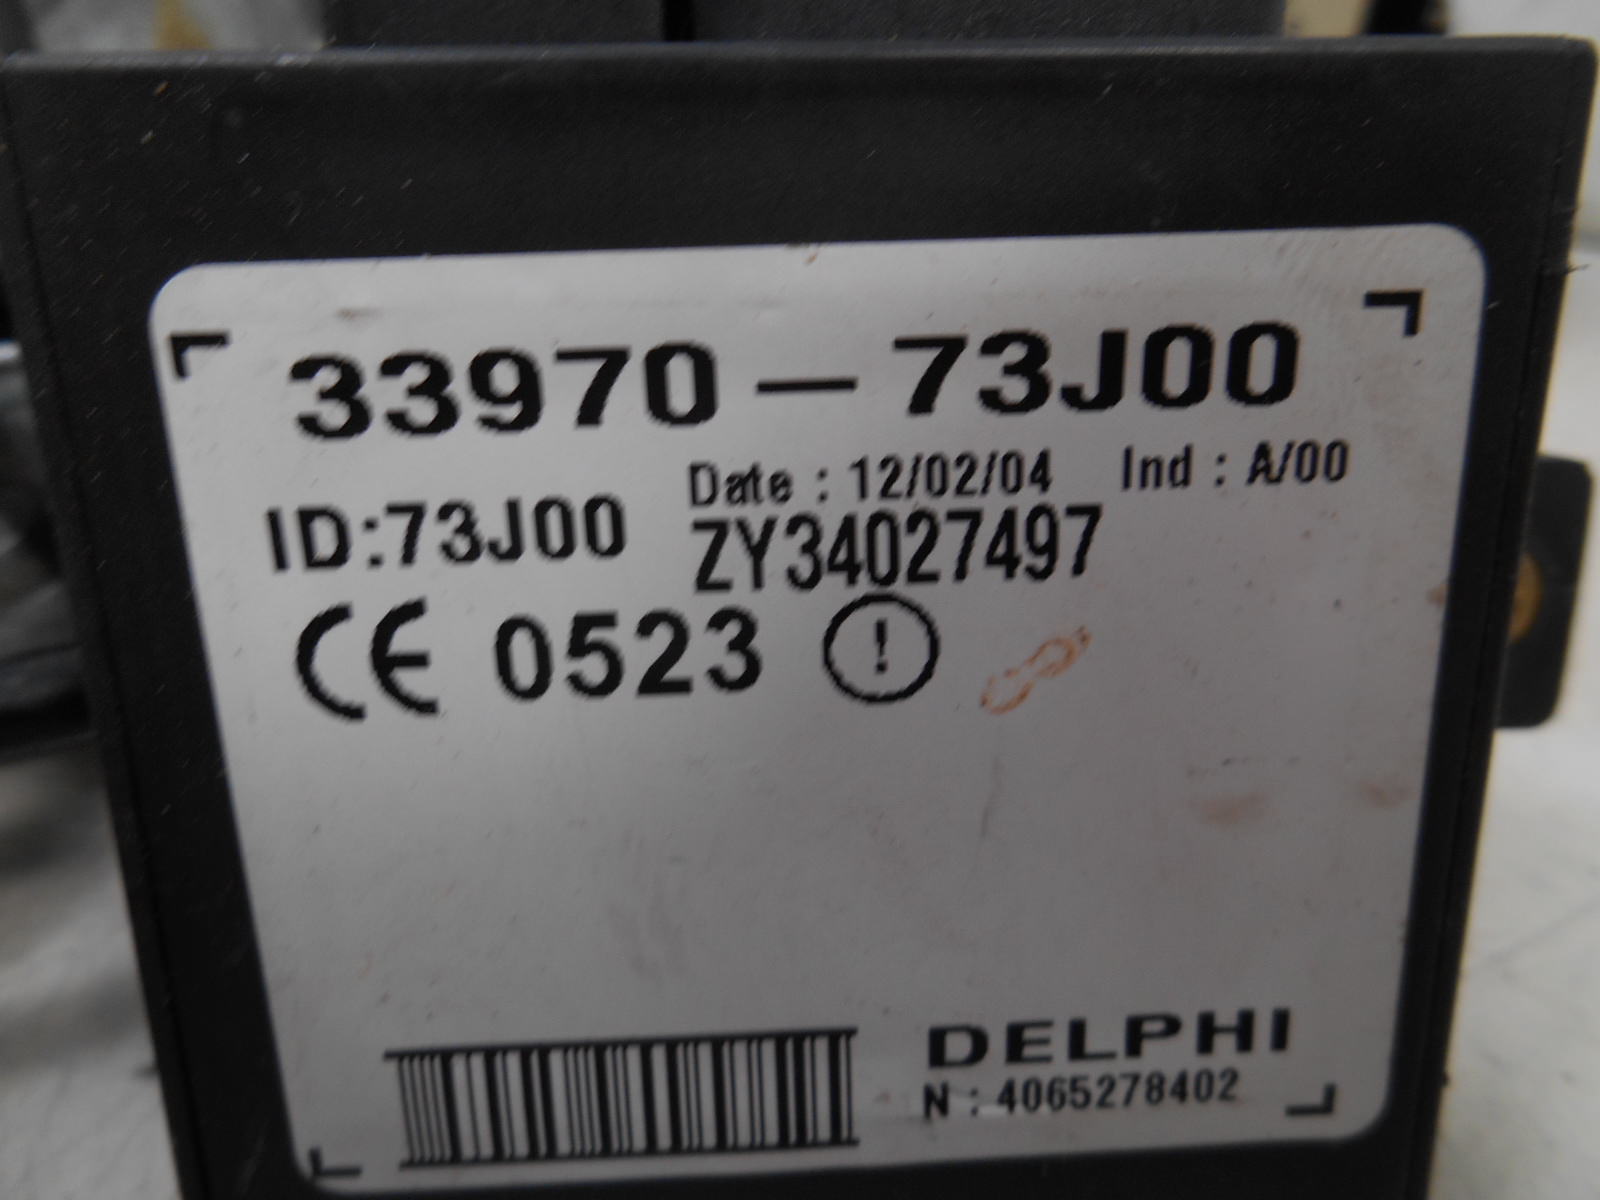 33970-73J00
Date : 12/02/04 Ind : A/00
ID:73J00 ZY34027497
CE 0523 !
DELPHI
N : 4065278402